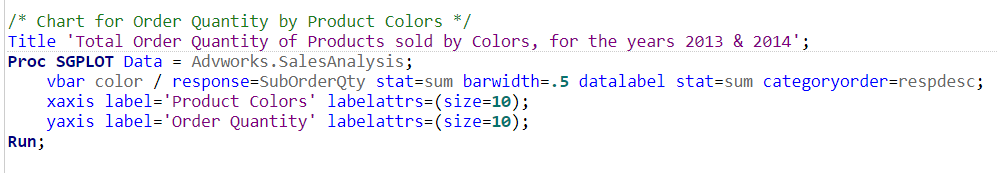 /* Chart for Order Quantity by Product Colors */
Title 'Total Order Quantity of Products sold by Colors, for the years 2013 & 2014';
Proc SGPLOT Data = Advworks.SalesAnalysis;
    vbar color / response=SubOrderQty stat=sum barwidth=.5 datalabel stat=sum categoryorder=respdesc;
    xaxis label='Product Colors' labelattrs=(size=10);
    yaxis label='Order Quantity' labelattrs=(size=10);
Run;